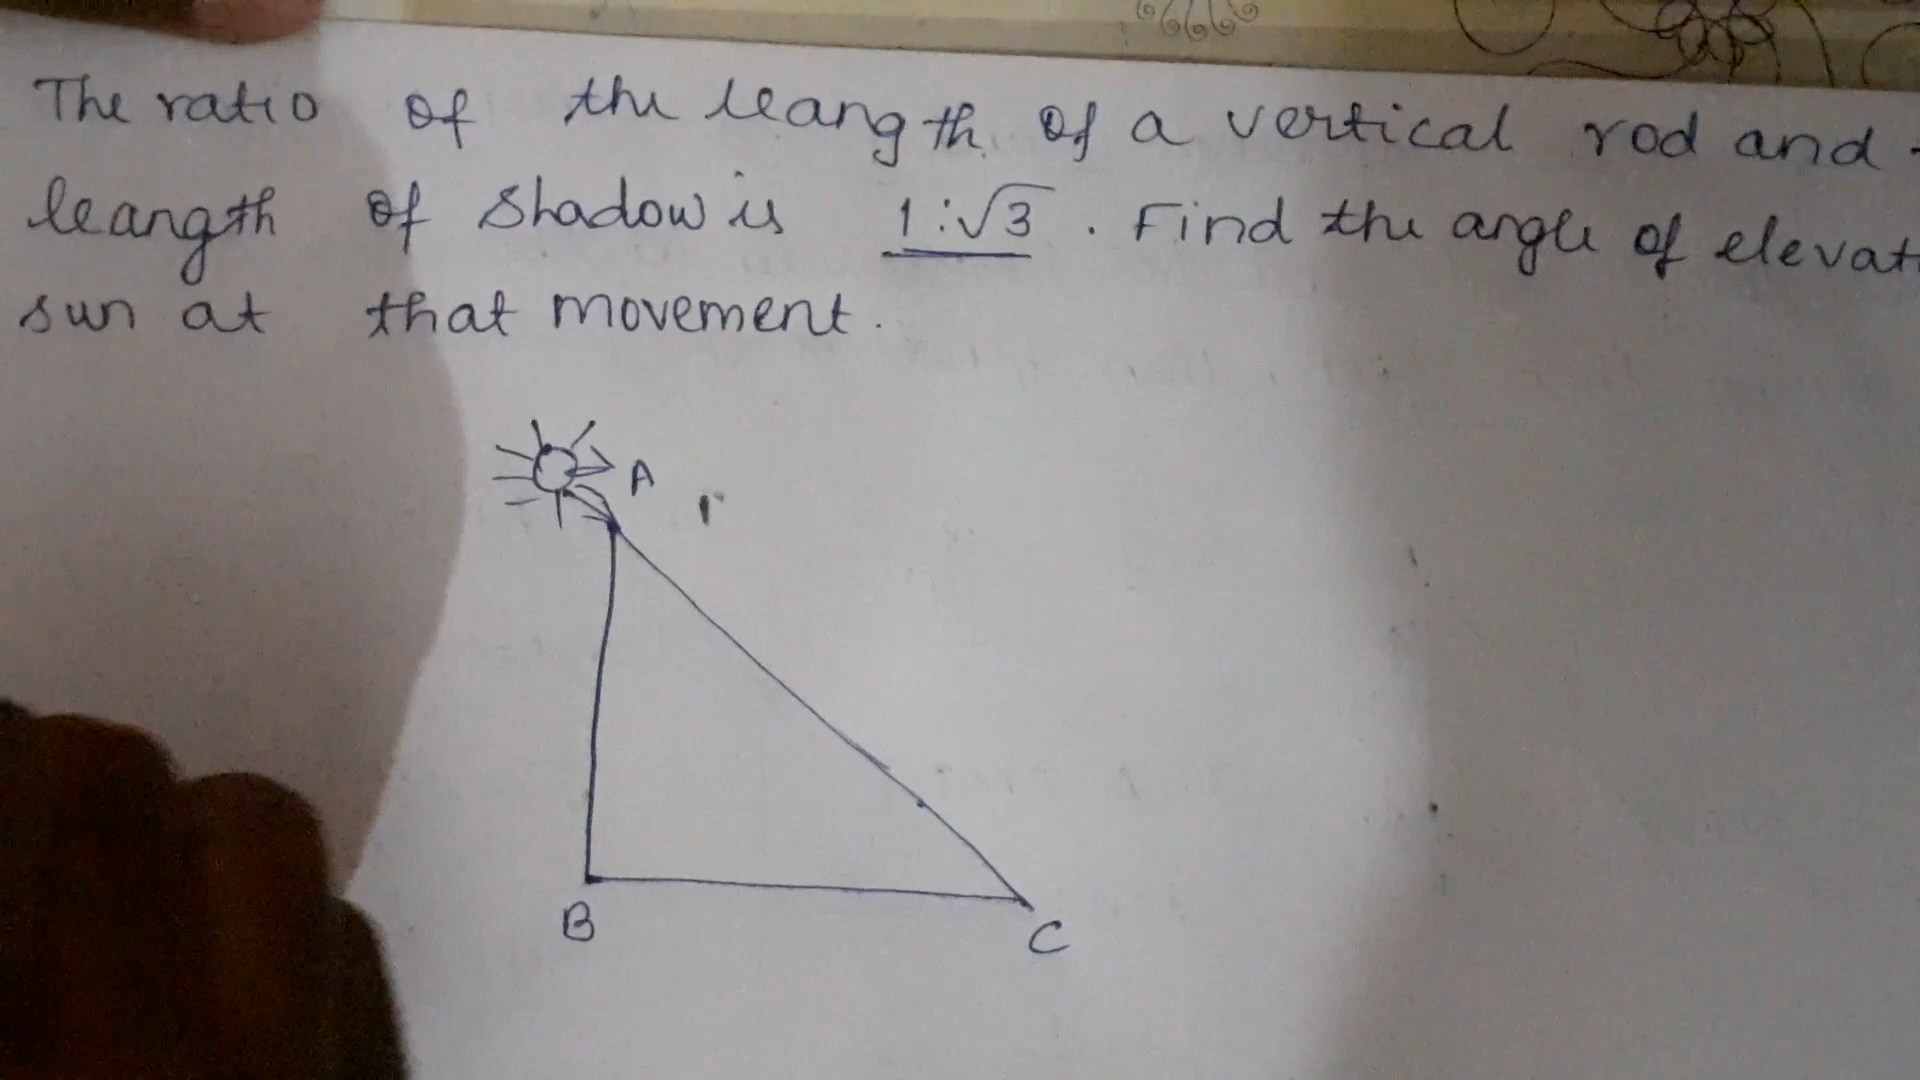 The ratio of the leangth of a vertical rod and
leangth of shadow is 1:√3. Find the angle of
sun at that movement.
A
B
C